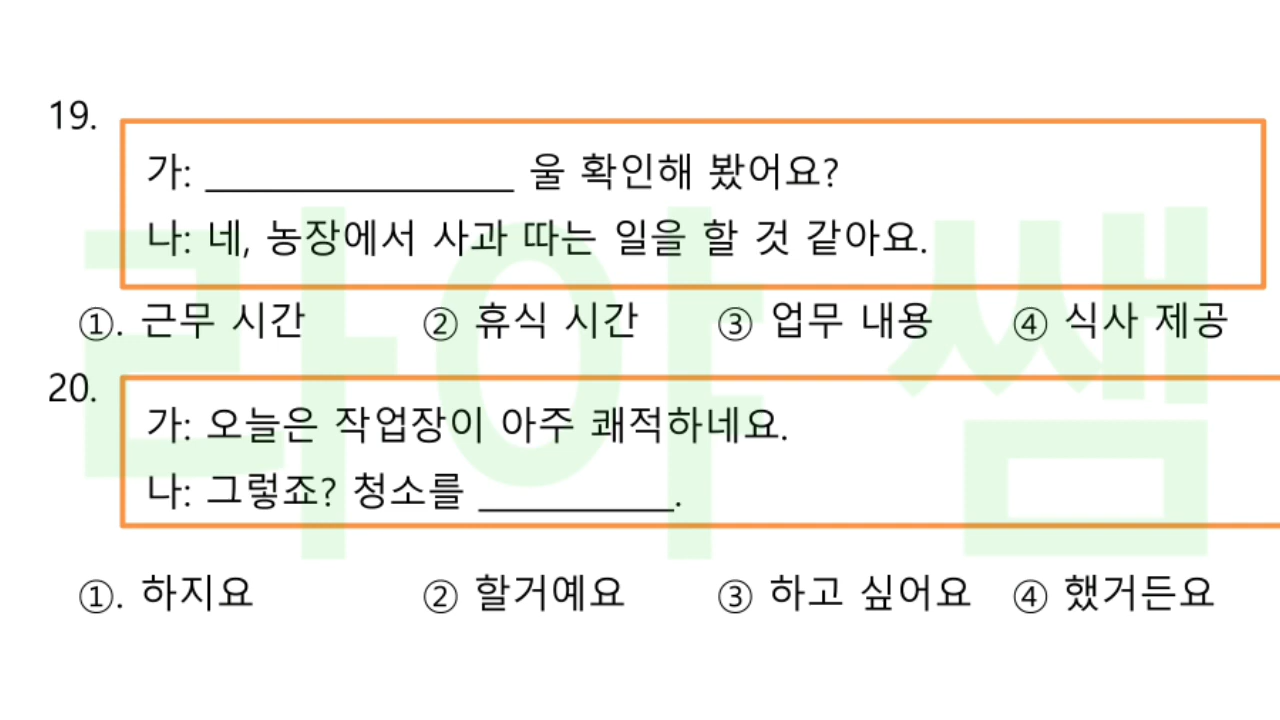 19.
가: ________________ 울 확인해 봤어요?
나: 네, 농장에서 사과 따는 일을 할 것 같아요.
①. 근무 시간 ② 휴식 시간 ③ 업무 내용 ④ 식사 제공
20.
가: 오늘은 작업장이 아주 쾌적하네요.
나: 그렇죠? 청소를 __________.
①. 하지요 ② 할거예요 ③ 하고 싶어요 ④ 했거든요
라야 쌤